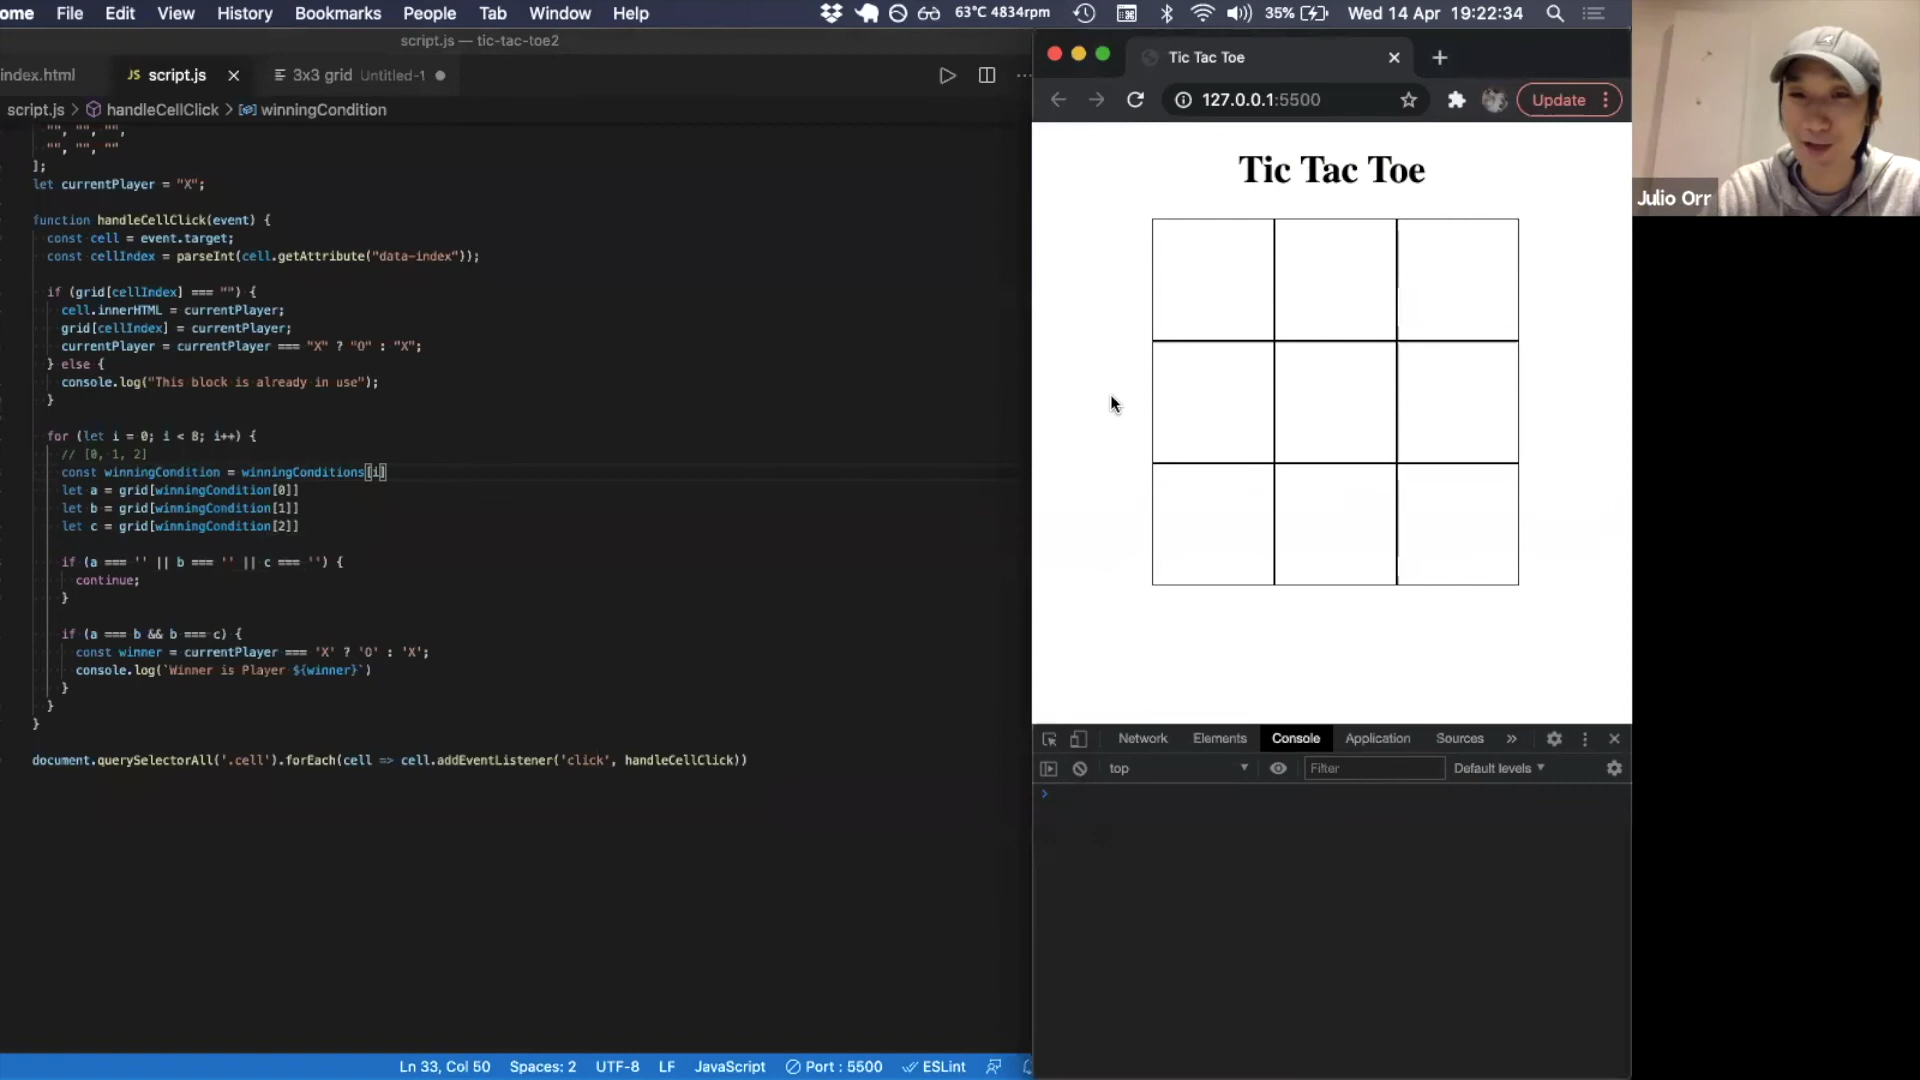 ome File Edit View History Bookmarks People Tab Window Help 63°C 4834rpm 35% Wed 14 Apr 19:22:34
script.js — tic-tac-toe2
index.html JS script.js 3x3 grid Untitled-1
script.js > handleCellClick > winningCondition
"", "", "",
"", "", ""
];
let currentPlayer = "X";
function handleCellClick(event) {
const cell = event.target;
const cellIndex = parseInt(cell.getAttribute("data-index"));
if (grid[cellIndex] === "") {
cell.innerHTML = currentPlayer;
grid[cellIndex] = currentPlayer;
currentPlayer = currentPlayer === "X" ? "O" : "X";
} else {
console.log("This block is already in use");
}
for (let i = 0; i < 8; i++) {
// [0, 1, 2]
const winningCondition = winningConditions[i]
let a = grid[winningCondition[0]]
let b = grid[winningCondition[1]]
let c = grid[winningCondition[2]]
if (a === '' || b === '' || c === '') {
continue;
}
if (a === b && b === c) {
const winner = currentPlayer === 'X' ? 'O' : 'X';
console.log(`Winner is Player ${winner}`)
}
}
}
document.querySelectorAll('.cell').forEach(cell => cell.addEventListener('click', handleCellClick))
Ln 33, Col 50 Spaces: 2 UTF-8 LF JavaScript Port : 5500 ESLint
Tic Tac Toe
127.0.0.1:5500 Update
Tic Tac Toe
Network Elements Console Application Sources »
top Filter Default levels
Julio Orr